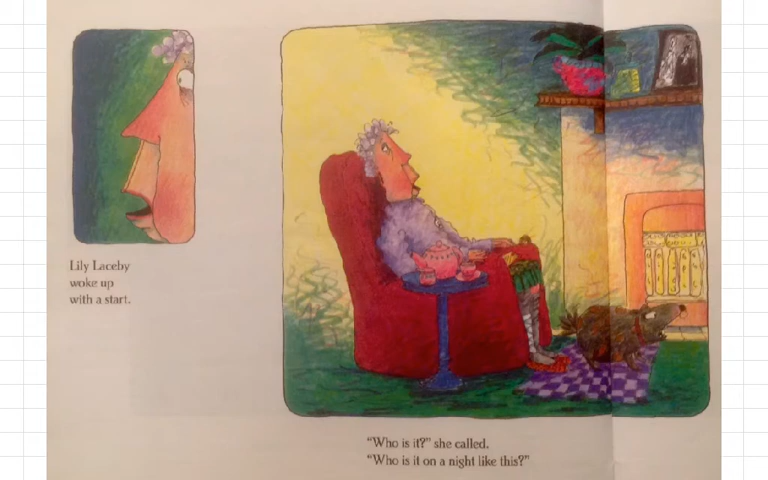 Lily Laceby
woke up
with a start.
“Who is it?” she called.
“Who is it on a night like this?”